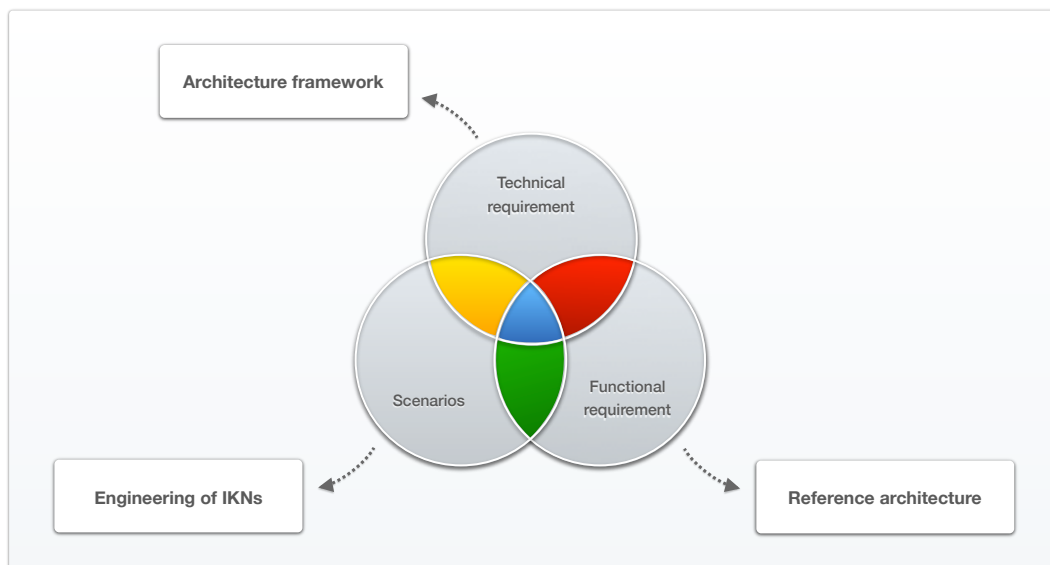 Architecture framework
Technical
requirement
Scenarios
Functional
requirement
Engineering of IKNs
Reference architecture